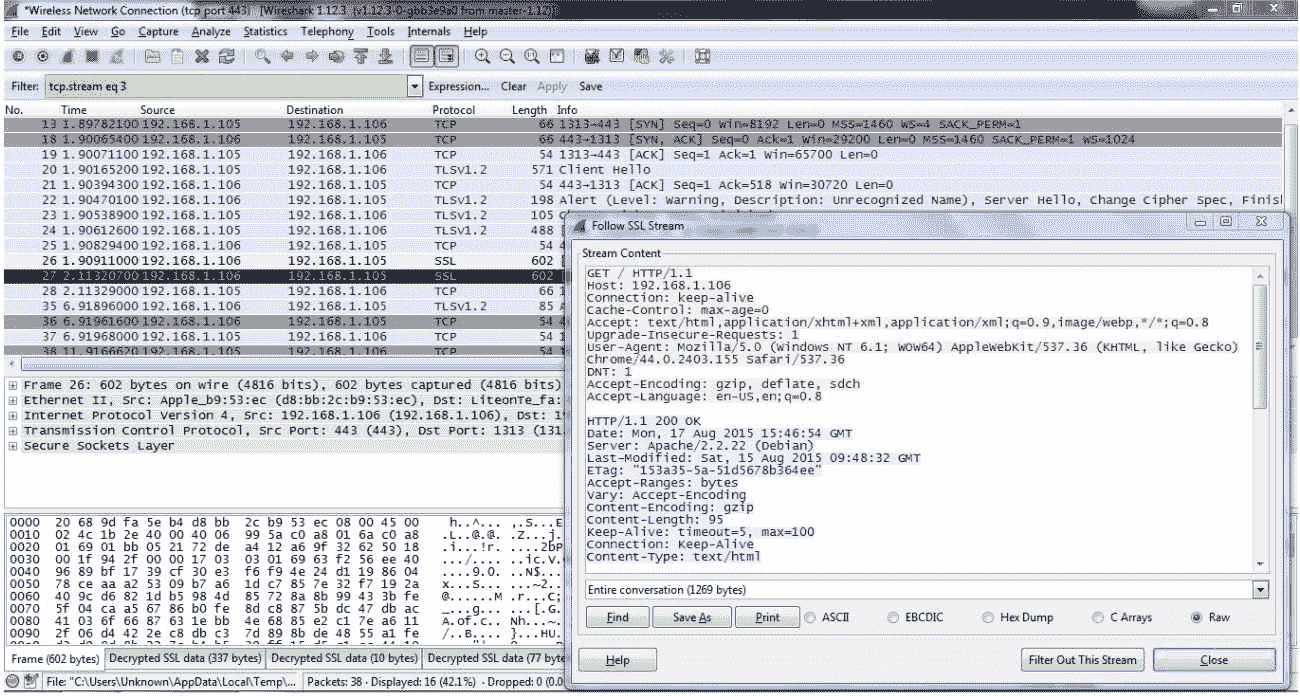 *Wireless Network Connection (tcp port 443) [Wireshark 1.12.3 (v1.12.3-0-gbb3e9a0 from master-1.12)]
File Edit View Go Capture Analyze Statistics Telephony Tools Internals Help
Filter: tcp.stream eq 3 Expression... Clear Apply Save
No. Time Source Destination Protocol Length Info
13 1.89782100 192.168.1.105 192.168.1.106 TCP 66 1313→443 [SYN] Seq=0 Win=8192 Len=0 MSS=1460 WS=4 SACK_PERM=1
18 1.90065400 192.168.1.106 192.168.1.105 TCP 66 443→1313 [SYN, ACK] Seq=0 Ack=1 Win=29200 Len=0 MSS=1460 SACK_PERM=1 WS=1024
19 1.90071100 192.168.1.105 192.168.1.106 TCP 54 1313→443 [ACK] Seq=1 Ack=1 Win=65700 Len=0
20 1.90165200 192.168.1.105 192.168.1.106 TLSv1.2 571 Client Hello
21 1.90394300 192.168.1.106 192.168.1.105 TCP 54 443→1313 [ACK] Seq=1 Ack=518 Win=30720 Len=0
22 1.90470100 192.168.1.106 192.168.1.105 TLSv1.2 198 Alert (Level: Warning, Description: Unrecognized Name), Server Hello, Change Cipher Spec, Finish
23 1.90538900 192.168.1.105 192.168.1.106 TLSv1.2 105
24 1.90612600 192.168.1.105 192.168.1.106 TLSv1.2 488
25 1.90829400 192.168.1.106 192.168.1.105 TCP 54
26 1.90911000 192.168.1.106 192.168.1.105 SSL 602
27 2.11320700 192.168.1.106 192.168.1.105 SSL 602
28 2.11329000 192.168.1.105 192.168.1.106 TCP 66
35 6.91896000 192.168.1.106 192.168.1.105 TLSv1.2 85
36 6.91961600 192.168.1.106 192.168.1.105 TCP 54
37 6.91968000 192.168.1.105 192.168.1.106 TCP 54
38 11.9166620 192.168.1.105 192.168.1.106 TCP 54
Frame 26: 602 bytes on wire (4816 bits), 602 bytes captured (4816 bits)
Ethernet II, Src: Apple_b9:53:ec (d8:bb:2c:b9:53:ec), Dst: LiteonTe_fa:
Internet Protocol Version 4, Src: 192.168.1.106 (192.168.1.106), Dst: 19
Transmission Control Protocol, Src Port: 443 (443), Dst Port: 1313 (131
Secure Sockets Layer
0000 20 68 9d fa 5e b4 d8 bb 2c b9 53 ec 08 00 45 00 h..^... ,.S...E
0010 02 4c 1b 2e 40 00 40 06 99 5a c0 a8 01 6a c0 a8 .L..@.@. .Z...j.
0020 01 69 01 bb 05 21 72 de a4 12 a6 9f 32 62 50 18 .i...!r. ....2bP
0030 00 1f 94 2f 00 00 17 03 03 01 69 63 f2 56 ee 40 .../.... ..ic.V.
0040 96 89 bf 17 39 cf 30 e3 f6 f9 4e 24 d1 19 86 04 ....9.0. ..N$...
0050 78 ce aa a2 53 09 b7 a6 1d c7 85 7e 32 f7 19 2a x...S... ...~2..
0060 40 9c d6 82 1d b5 98 4d 85 72 8a 8b 99 43 3b fe @......M .r...C;
0070 5f 04 ca a5 67 86 b0 fe 8d c8 87 5b dc 47 db ac _...g... ...[.G.
0080 41 03 6f 66 87 63 1e bb 4e 68 85 e2 c1 7e a6 11 A.of.c.. Nh...~.
0090 2f 06 d4 42 2e c8 db c3 7d 89 8b de 48 55 a1 fe /..B.... }...HU.
Frame (602 bytes) Decrypted SSL data (337 bytes) Decrypted SSL data (10 bytes) Decrypted SSL data (77 byte
File: "C:\Users\Unknown\AppData\Local\Temp\... Packets: 38 · Displayed: 16 (42.1%) · Dropped: 0 (0.0
Follow SSL Stream
Stream Content
GET / HTTP/1.1
Host: 192.168.1.106
Connection: keep-alive
Cache-Control: max-age=0
Accept: text/html,application/xhtml+xml,application/xml;q=0.9,image/webp,*/*;q=0.8
Upgrade-Insecure-Requests: 1
User-Agent: Mozilla/5.0 (Windows NT 6.1; WOW64) AppleWebKit/537.36 (KHTML, like Gecko)
Chrome/44.0.2403.155 Safari/537.36
DNT: 1
Accept-Encoding: gzip, deflate, sdch
Accept-Language: en-US,en;q=0.8
HTTP/1.1 200 OK
Date: Mon, 17 Aug 2015 15:46:54 GMT
Server: Apache/2.2.22 (Debian)
Last-Modified: Sat, 15 Aug 2015 09:48:32 GMT
ETag: "153a35-5a-51d5678b364ee"
Accept-Ranges: bytes
Vary: Accept-Encoding
Content-Encoding: gzip
Content-Length: 95
Keep-Alive: timeout=5, max=100
Connection: Keep-Alive
Content-Type: text/html
Entire conversation (1269 bytes)
Find Save As Print ASCII EBCDIC Hex Dump C Arrays Raw
Help Filter Out This Stream Close